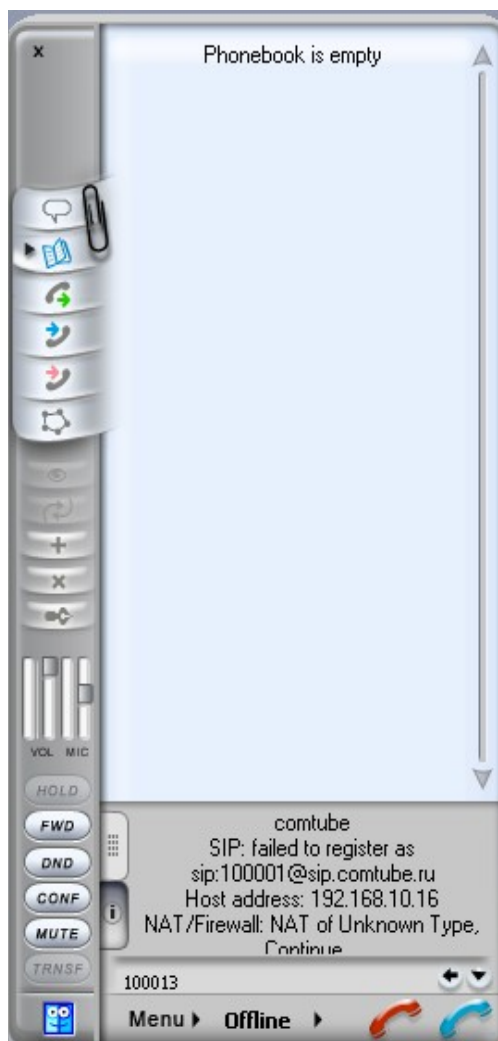 x
Phonebook is empty
VOL MIC
HOLD
FWD
DND
CONF
MUTE
TRNSF
i
comtube
SIP: failed to register as
sip:100001@sip.comtube.ru
Host address: 192.168.10.16
NAT/Firewall: NAT of Unknown Type,
Continue
100013
Menu Offline